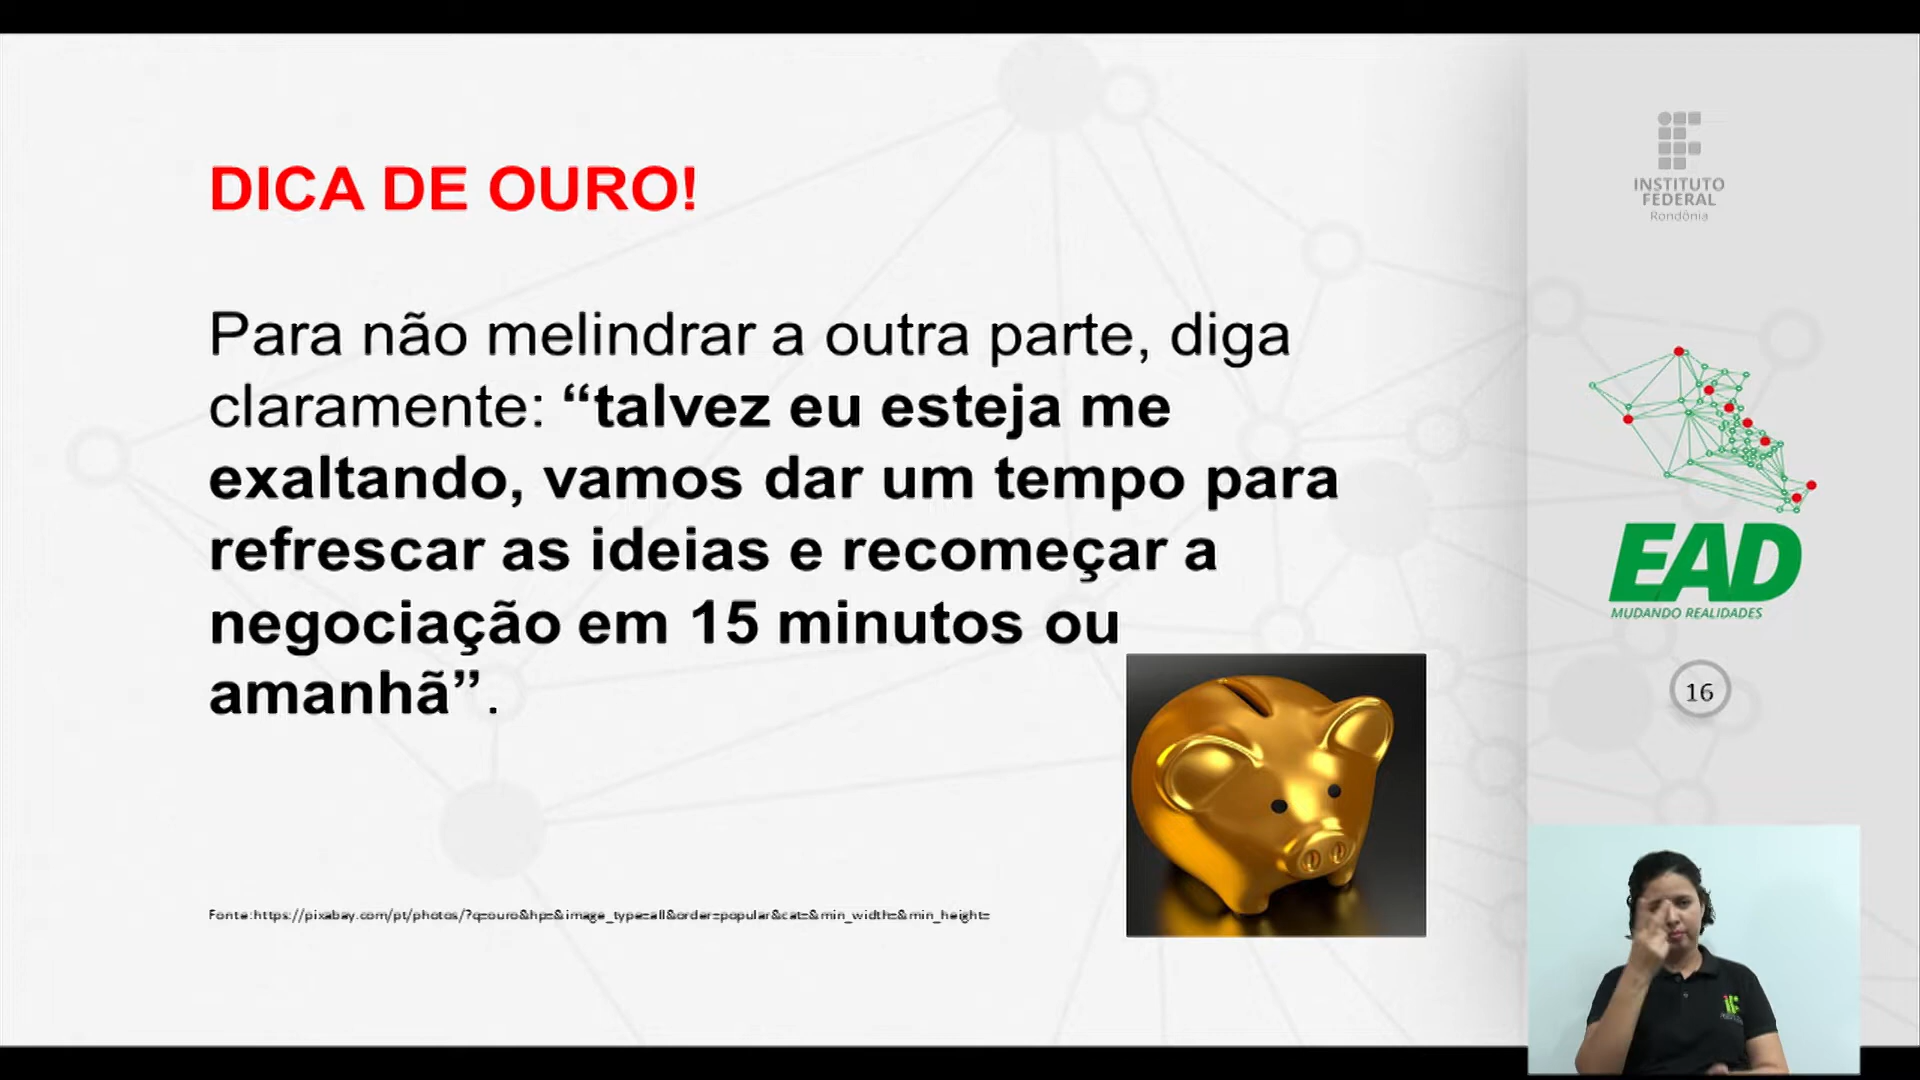 DICA DE OURO!
Para não melindrar a outra parte, diga
claramente: “talvez eu esteja me
exaltando, vamos dar um tempo para
refrescar as ideias e recomeçar a
negociação em 15 minutos ou
amanhã”.
Fonte:https://pixabay.com/pt/photos/?q=ouro&hp=&image_type=all&order=popular&cat=&min_width=&min_height=
INSTITUTO
FEDERAL
Rondônia
EAD
MUDANDO REALIDADES
16